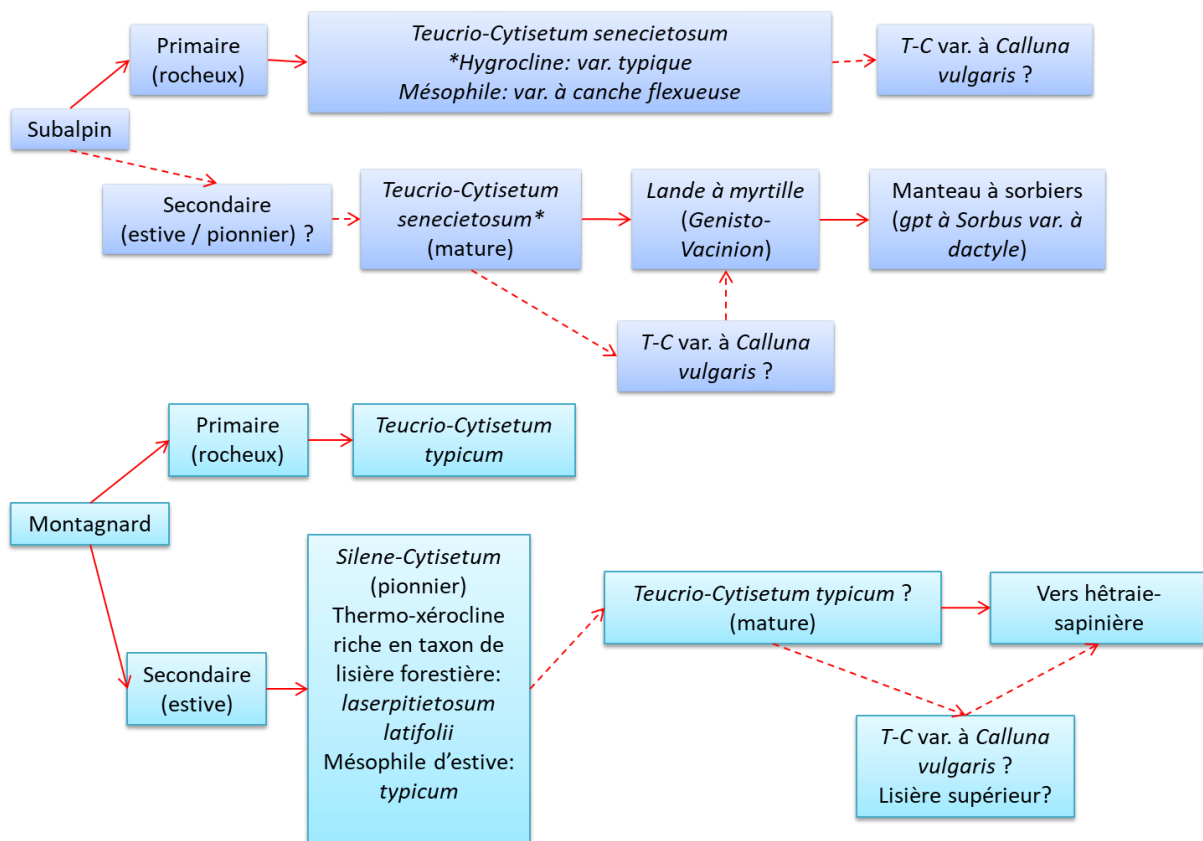 Primaire
(rocheux)
Teucrio-Cytisetum senecietosum
*Hygrocline: var. typique
Mésophile: var. à canche flexueuse
T-C var. à Calluna
vulgaris ?
Subalpin
Secondaire
(estive / pionnier) ?
Teucrio-Cytisetum
senecietosum*
(mature)
Lande à myrtille
(Genisto-
Vacinion)
Manteau à sorbiers
(gpt à Sorbus var. à
dactyle)
T-C var. à Calluna
vulgaris ?
Primaire
(rocheux)
Teucrio-Cytisetum
typicum
Montagnard
Secondaire
(estive)
Silene-Cytisetum
(pionnier)
Thermo-xérocline
riche en taxon de
lisière forestière:
laserpitietosum
latifolii
Mésophile d'estive:
typicum
Teucrio-Cytisetum typicum ?
(mature)
Vers hêtraie-
sapinière
T-C var. à Calluna
vulgaris ?
Lisière supérieur?